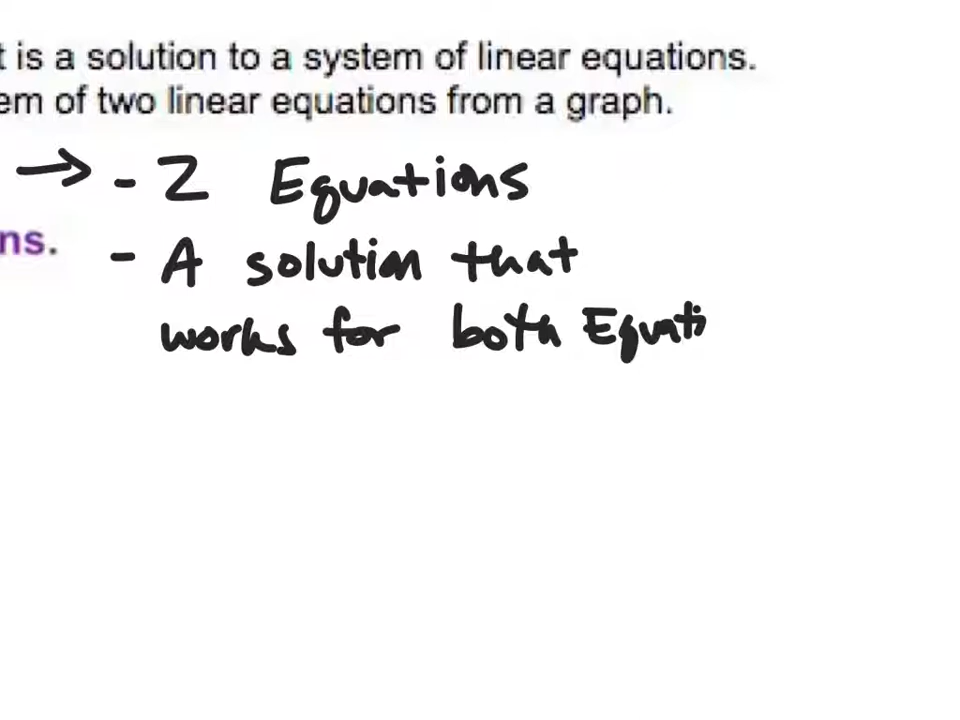 t is a solution to a system of linear equations.
em of two linear equations from a graph.
→ - 2 Equations
ns.
- A solution that
works for both Equati